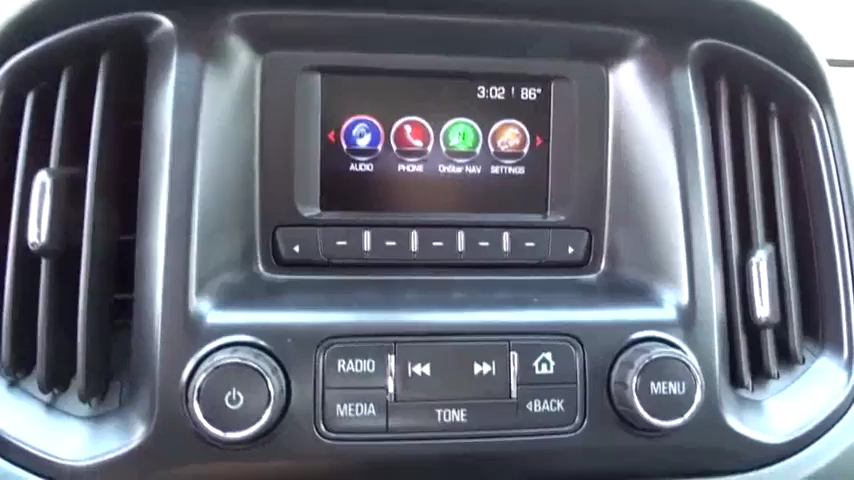 3:02 86°
AUDIO PHONE OnStar NAV SETTINGS
RADIO
MEDIA
TONE
BACK
MENU